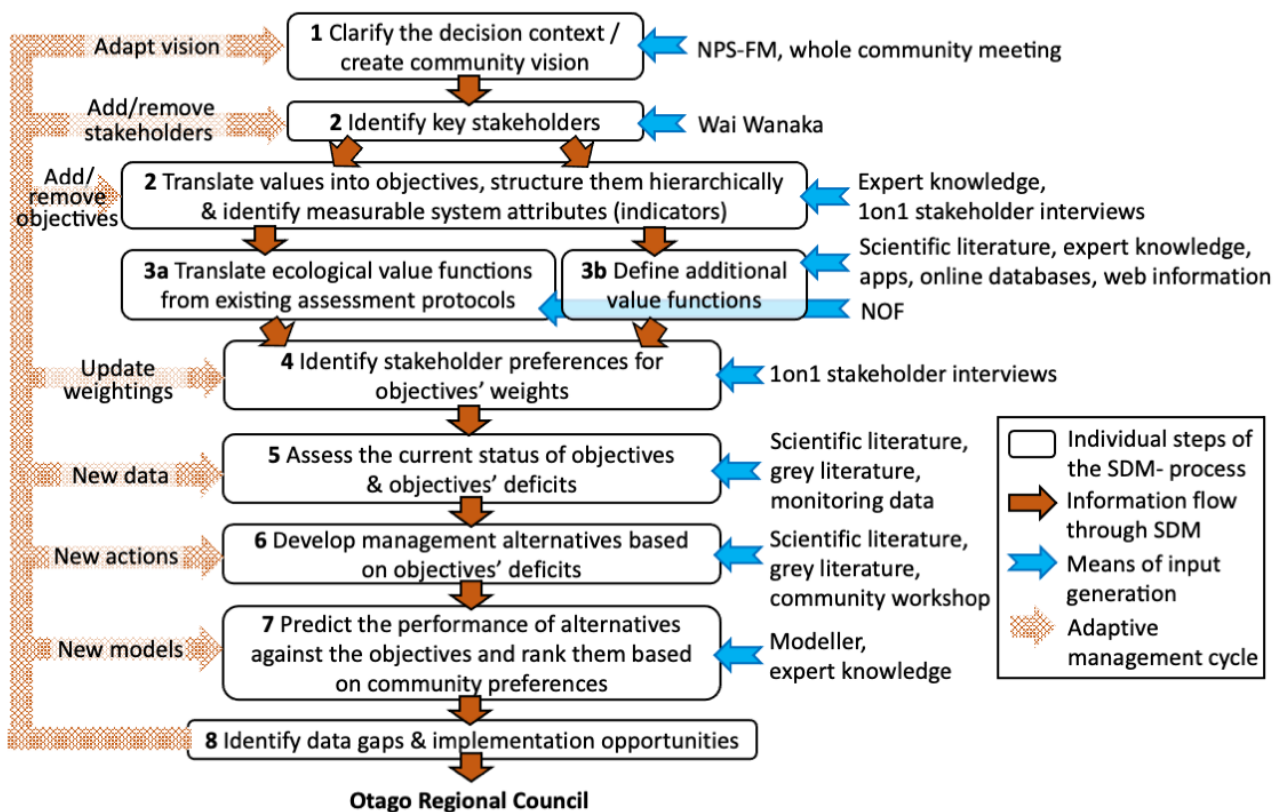 Adapt vision
1 Clarify the decision context /
create community vision
NPS-FM, whole community meeting
Add/remove
stakeholders
2 Identify key stakeholders
Wai Wanaka
Add/
remove
objectives
2 Translate values into objectives, structure them hierarchically
& identify measurable system attributes (indicators)
Expert knowledge,
1on1 stakeholder interviews
3a Translate ecological value functions
from existing assessment protocols
3b Define additional
value functions
Scientific literature, expert knowledge,
apps, online databases, web information
NOF
Update
weightings
4 Identify stakeholder preferences for
objectives’ weights
1on1 stakeholder interviews
New data
5 Assess the current status of objectives
& objectives’ deficits
Scientific literature,
grey literature,
monitoring data
New actions
6 Develop management alternatives based
on objectives’ deficits
Scientific literature,
grey literature,
community workshop
New models
7 Predict the performance of alternatives
against the objectives and rank them based
on community preferences
Modeller,
expert knowledge
8 Identify data gaps & implementation opportunities
Otago Regional Council
Individual steps of
the SDM- process
Information flow
through SDM
Means of input
generation
Adaptive
management cycle